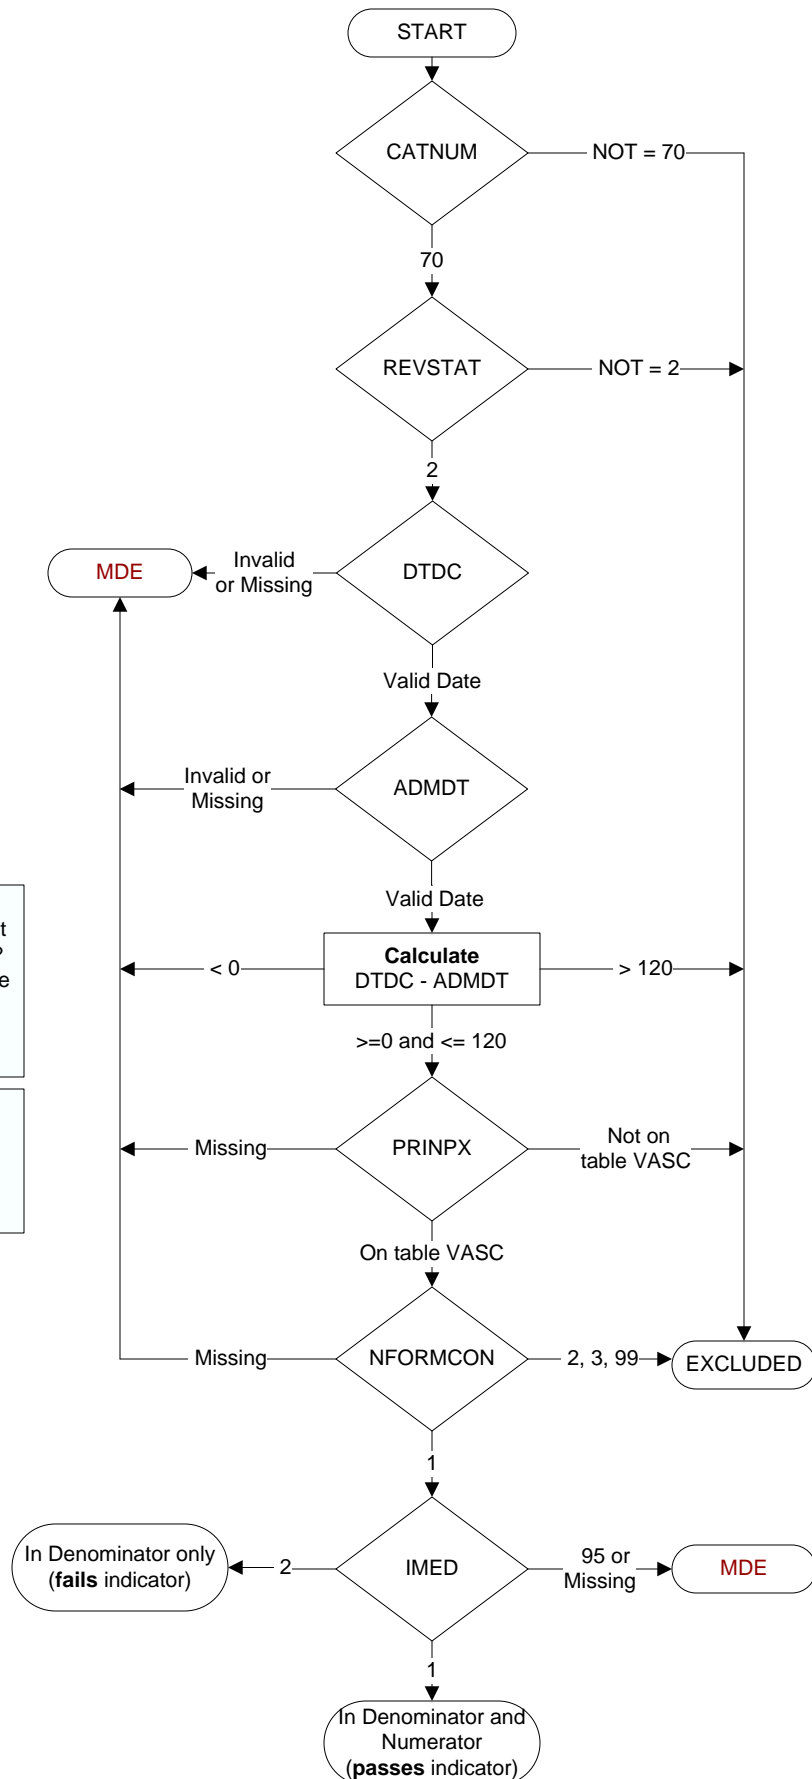 START
CATNUM
NOT = 70
70
REVSTAT
NOT = 2
2
MDE
Invalid
or Missing
DTDC
Valid Date
Invalid or
Missing
ADMDT
Valid Date
Calculate
DTDC - ADMDT
< 0
> 120
>=0 and <= 120
Missing
PRINPX
Not on
table VASC
On table VASC
Missing
NFORMCON
2, 3, 99
EXCLUDED
1
In Denominator only
(fails indicator)
2
IMED
95 or
Missing
MDE
1
In Denominator and
Numerator
(passes indicator)